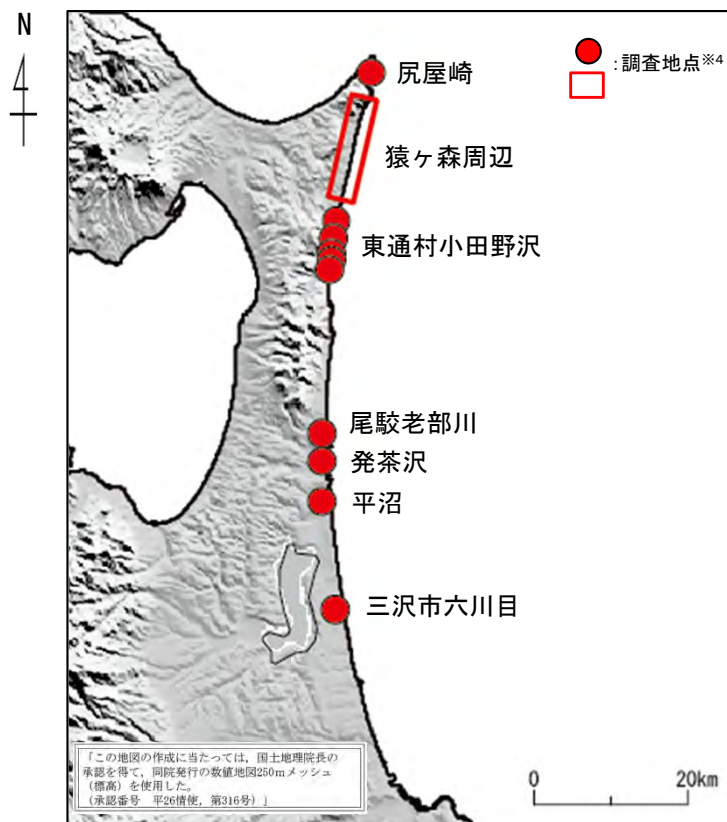 N
:調査地点※4
尻屋崎
猿ヶ森周辺
東通村小田野沢
尾駮老部川
発茶沢
平沼
三沢市六川目
「この地図の作成に当たっては，国土地理院長の
承認を得て，同院発行の数値地図250mメッシュ
（標高）を使用した。
（承認番号 平26情使，第316号）」
0 20km